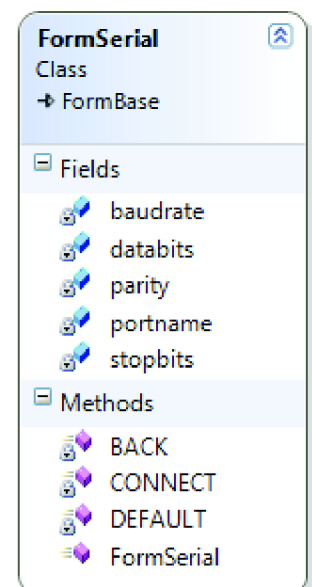 FormSerial
Class
FormBase
Fields
baudrate
databits
parity
portname
stopbits
Methods
BACK
CONNECT
DEFAULT
FormSerial